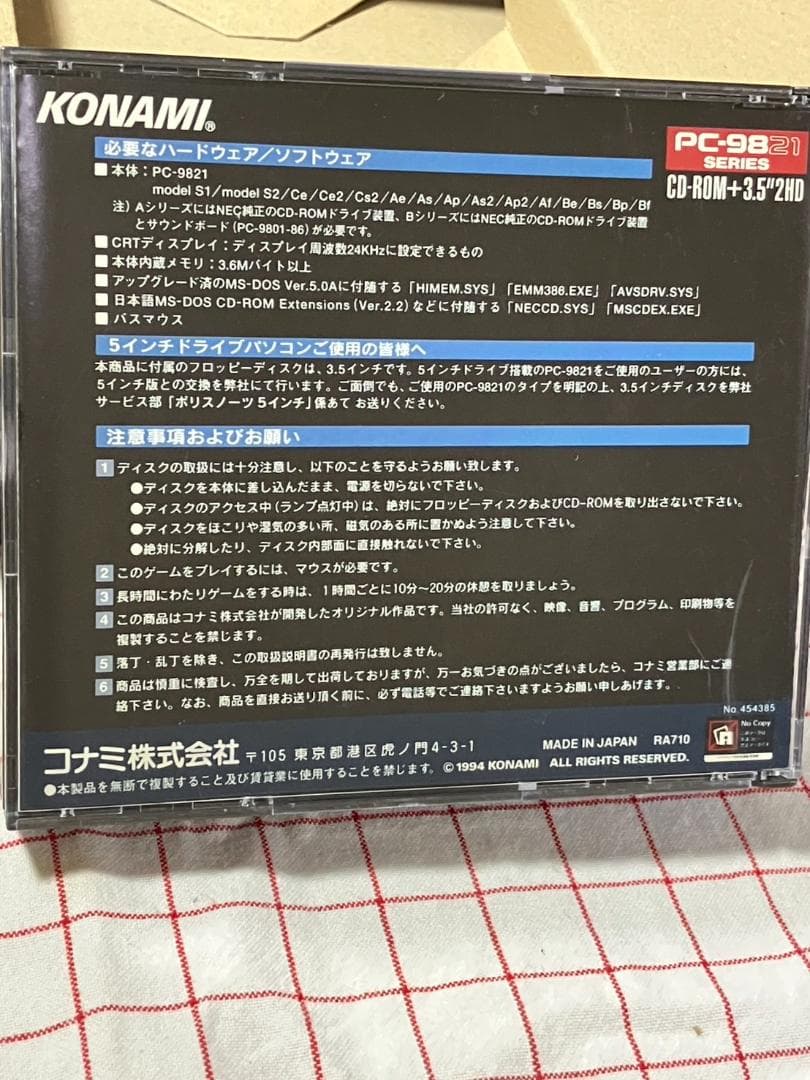 KONAMI®
PC-9821
SERIES
CD-ROM+3.5"2HD
必要なハードウェア/ソフトウェア
■ 本体：PC-9821
model S1/model S2/Ce/Ce2/Cs2/Ae/As/Ap/As2/Ap2/Af/Be/Bs/Bp/Bf
注）AシリーズにはNEC純正のCD-ROMドライブ装置、BシリーズにはNEC純正のCD-ROMドライブ装置
とサウンドボード(PC-9801-86)が必要です。
■ CRTディスプレイ：ディスプレイ周波数24KHzに設定できるもの
■ 本体内蔵メモリ：3.6Mバイト以上
■ アップグレード済のMS-DOS Ver.5.0Aに付随する「HIMEM.SYS」「EMM386.EXE」「AVSDRV.SYS」
■ 日本語MS-DOS CD-ROM Extensions(Ver.2.2)などに付随する「NECCD.SYS」「MSCDEX.EXE」
■ バスマウス
5インチドライブパソコンご使用の皆様へ
本商品に付属のフロッピーディスクは、3.5インチです。5インチドライブ搭載のPC-9821をご使用のユーザーの方には、
5インチ版との交換を弊社にて行います。ご面倒でも、ご使用のPC-9821のタイプを明記の上、3.5インチディスクを弊社
サービス部「ポリスノーツ5インチ」係あて お送りください。
注意事項およびお願い
1 ディスクの取扱には十分注意し、以下のことを守るようお願い致します。
●ディスクを本体に差し込んだまま、電源を切らないで下さい。
●ディスクのアクセス中(ランプ点灯中)は、絶対にフロッピーディスクおよびCD-ROMを取り出さないで下さい。
●ディスクをほこりや湿気の多い所、磁気のある所に置かぬよう注意して下さい。
●絶対に分解したり、ディスク内部面に直接触れないで下さい。
2 このゲームをプレイするには、マウスが必要です。
3 長時間にわたりゲームをする時は、1時間ごとに10分〜20分の休憩を取りましょう。
4 この商品はコナミ株式会社が開発したオリジナル作品です。当社の許可なく、映像、音響、プログラム、印刷物等を
複製することを禁じます。
5 落丁・乱丁を除き、この取扱説明書の再発行は致しません。
6 商品は慎重に検査し、万全を期して出荷しておりますが、万一お気づきの点がございましたら、コナミ営業部にご連
絡下さい。なお、商品を直接お送り頂く前に、必ず電話等でご連絡下さいますようお願い申しあげます。
No.454385
No Copy
コナミ株式会社 〒105 東京都港区虎ノ門4-3-1
MADE IN JAPAN RA710
●本製品を無断で複製すること及び賃貸業に使用することを禁じます。©1994 KONAMI ALL RIGHTS RESERVED.